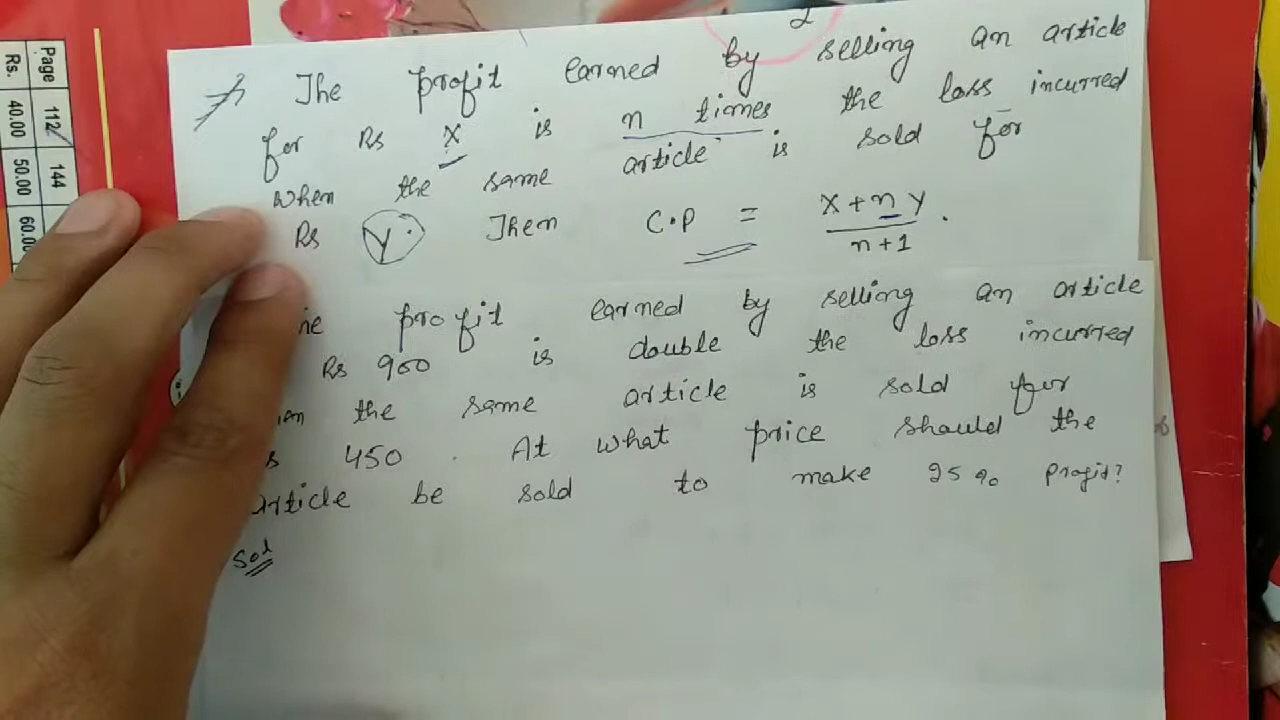 Page 112 144
Rs. 40.00 50.00 60.0
2
The profit earned by selling an article
for Rs X is n times the loss incurred
when the same article is sold for
Rs Y. Then C.P = X + n Y / n + 1 .
profit earned by selling an article
Rs 900 is double the loss incurred
the same article is sold for
450 . At what price should the
article be sold to make 25% Profit?
Sol